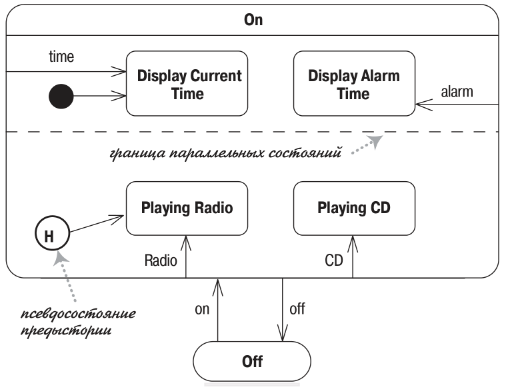 On
time
Display Current
Time
Display Alarm
Time
alarm
граница параллельных состояний
H
Playing Radio
Playing CD
Radio
CD
псевдосостояние
предыстории
on
off
Off